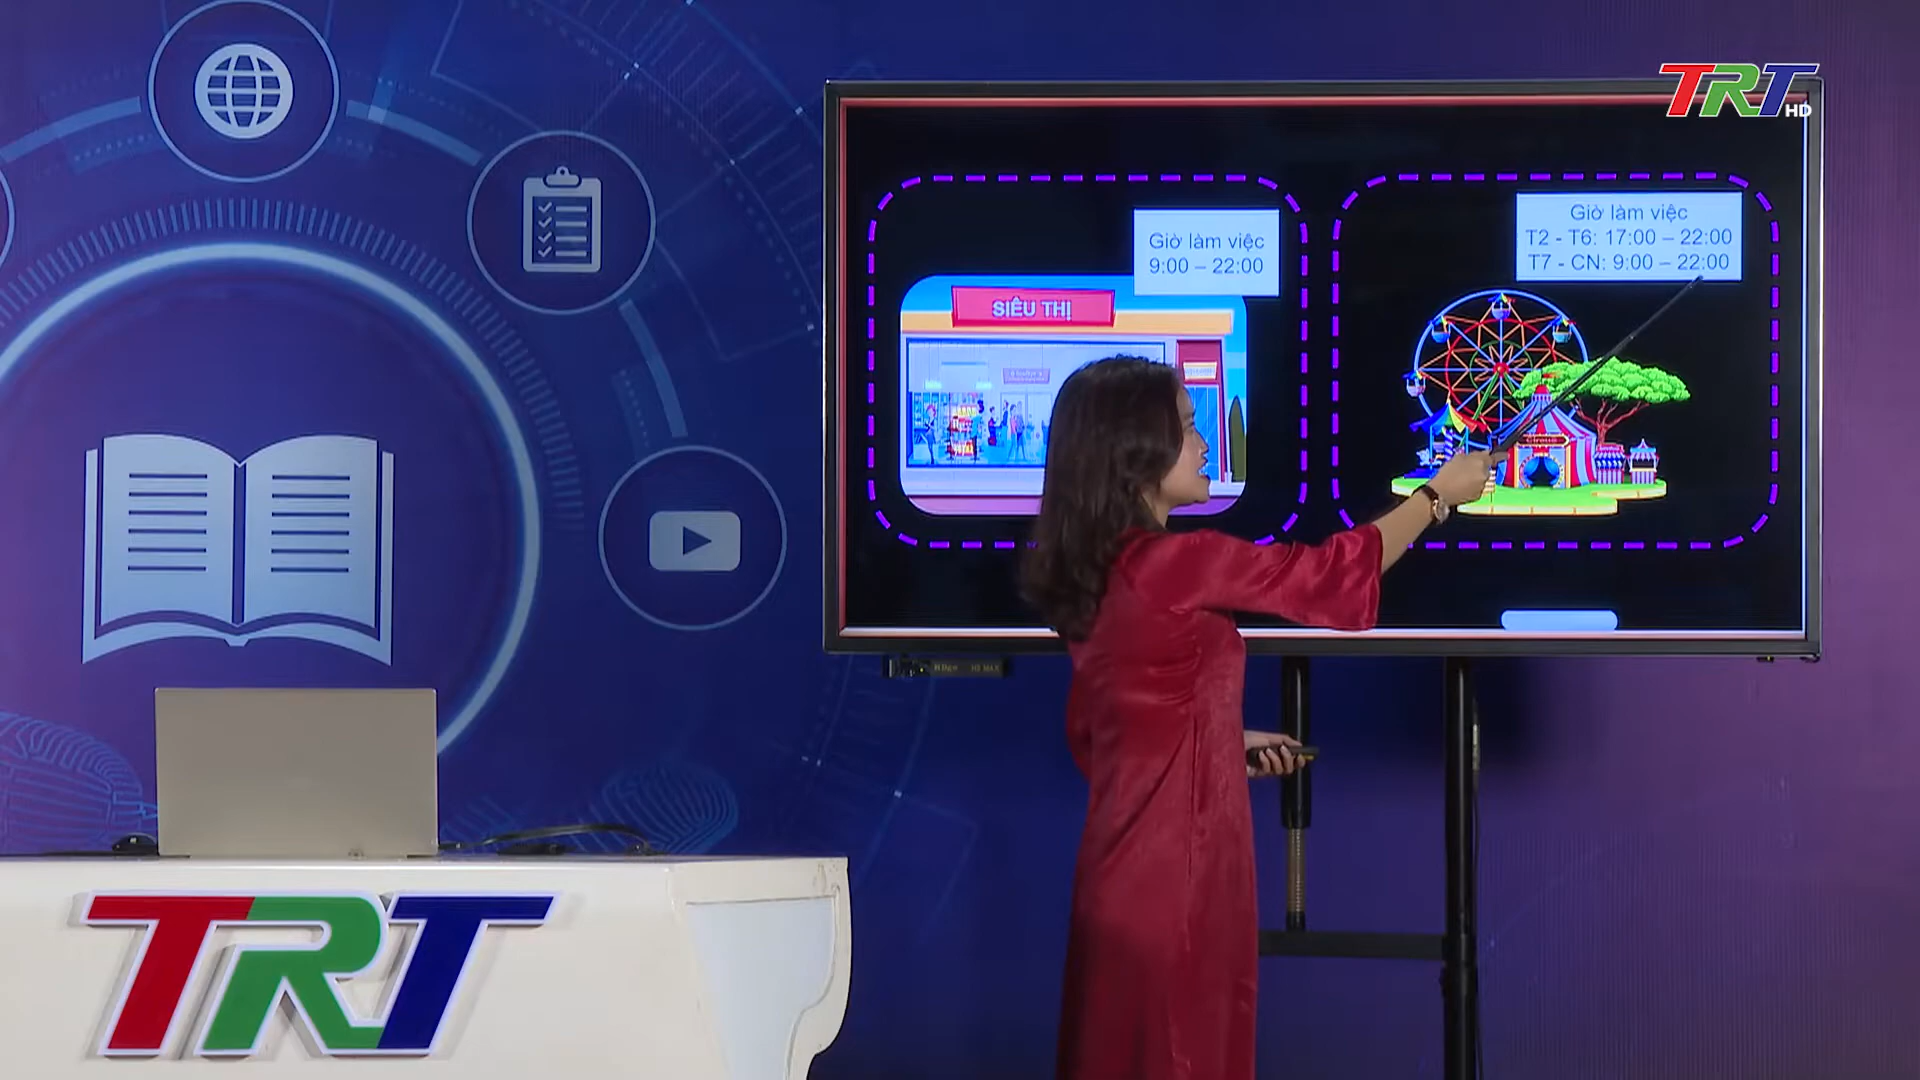 TRT HD
Giờ làm việc
9:00 – 22:00
SIÊU THỊ
Giờ làm việc
T2 - T6: 17:00 – 22:00
T7 - CN: 9:00 – 22:00
Circus
TRT